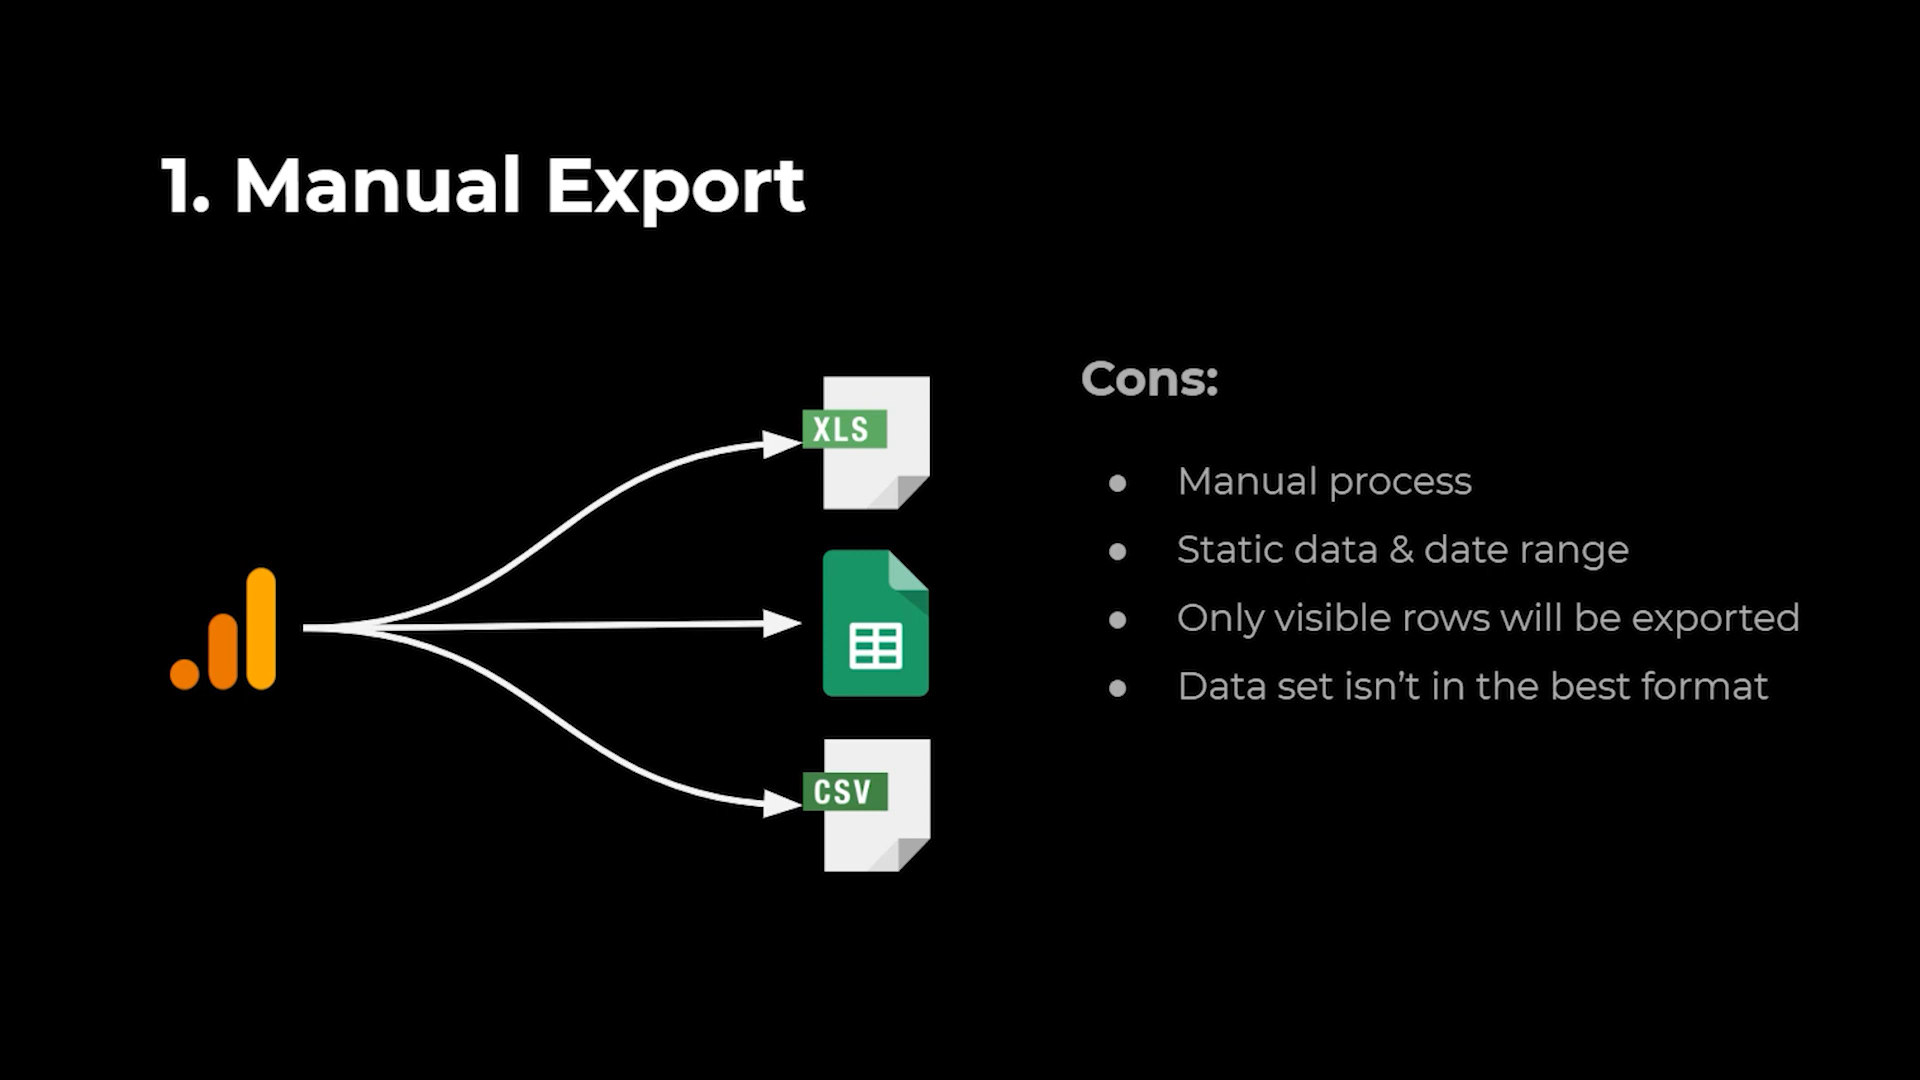 1. Manual Export
XLS
CSV
Cons:
● Manual process
● Static data & date range
● Only visible rows will be exported
● Data set isn’t in the best format